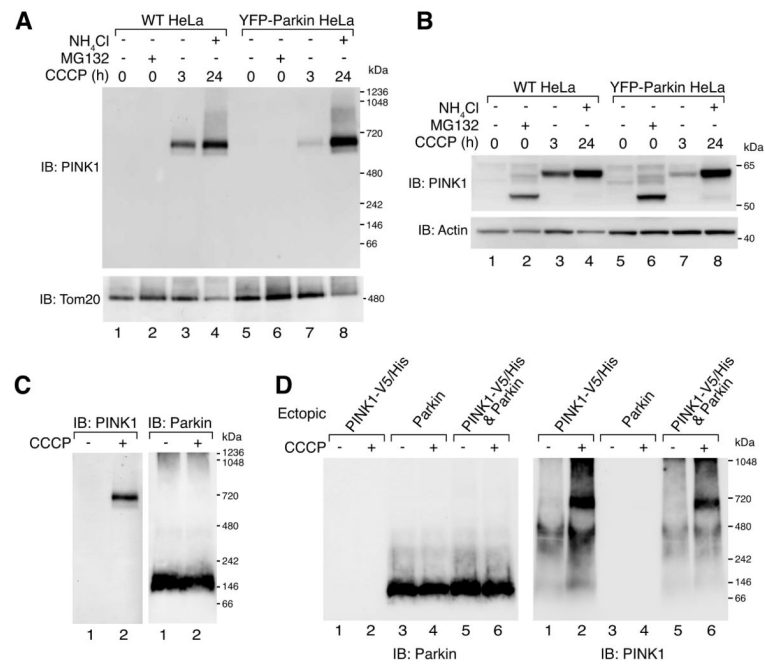 A
WT HeLa YFP-Parkin HeLa
NH4Cl - - - + - - - +
MG132 - + - - - + - -
CCCP (h) 0 0 3 24 0 0 3 24
kDa
1236
1048
720
IB: PINK1
480
242
146
66
IB: Tom20
480
1 2 3 4 5 6 7 8
B
WT HeLa YFP-Parkin HeLa
NH4Cl - - - + - - - +
MG132 - + - - - + - -
CCCP (h) 0 0 3 24 0 0 3 24
kDa
65
IB: PINK1
50
IB: Actin
40
1 2 3 4 5 6 7 8
C
IB: PINK1 IB: Parkin
CCCP - + - +
kDa
1236
1048
720
480
242
146
66
1 2 1 2
D
Ectopic
PINK1-V5/His
Parkin
PINK1-V5/His
& Parkin
PINK1-V5/His
Parkin
PINK1-V5/His
& Parkin
CCCP - + - + - + - + - + - +
kDa
1048
720
480
242
146
66
1 2 3 4 5 6 1 2 3 4 5 6
IB: Parkin IB: PINK1